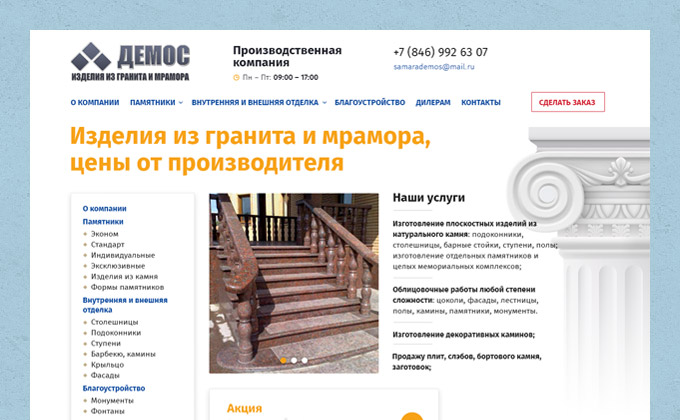 ДЕМОС
ИЗДЕЛИЯ ИЗ ГРАНИТА И МРАМОРА
Производственная
компания
Пн – Пт: 09:00 – 17:00
+7 (846) 992 63 07
samarademos@mail.ru
О КОМПАНИИ ПАМЯТНИКИ ВНУТРЕННЯЯ И ВНЕШНЯЯ ОТДЕЛКА БЛАГОУСТРОЙСТВО ДИЛЕРАМ КОНТАКТЫ СДЕЛАТЬ ЗАКАЗ
Изделия из гранита и мрамора,
цены от производителя
О компании
Памятники
Эконом
Стандарт
Индивидуальные
Эксклюзивные
Изделия из камня
Формы памятников
Внутренняя и внешняя
отделка
Столешницы
Подоконники
Ступени
Барбекю, камины
Крыльцо
Фасады
Благоустройство
Монументы
Фонтаны
Наши услуги
Изготовление плоскостных изделий из
натурального камня: подоконники,
столешницы, барные стойки, ступени, полы;
изготовление отдельных памятников и
целых мемориальных комплексов;
Облицовочные работы любой степени
сложности: цоколи, фасады, лестницы,
полы, камины, памятники, монументы.
Изготовление декоративных каминов;
Продажу плит, слэбов, бортового камня,
заготовок;
Акция